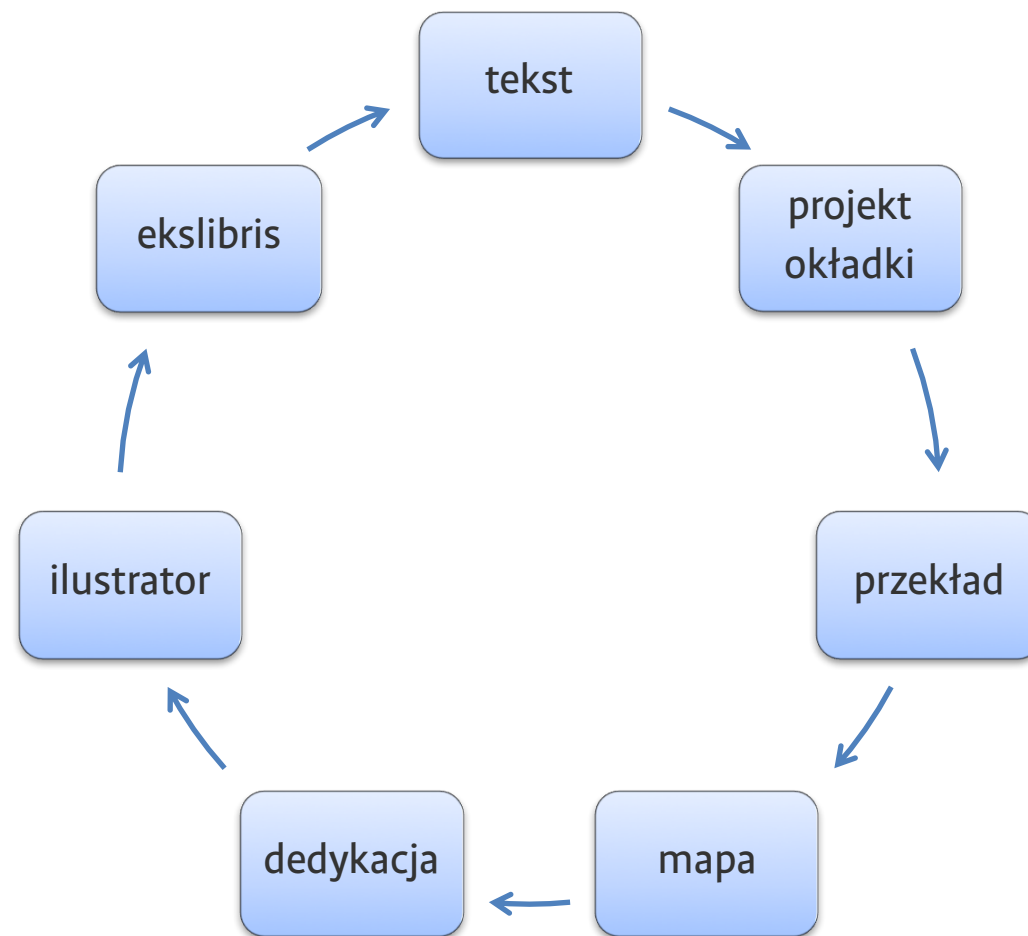 tekst
projekt
okładki
przekład
mapa
dedykacja
ilustrator
ekslibris